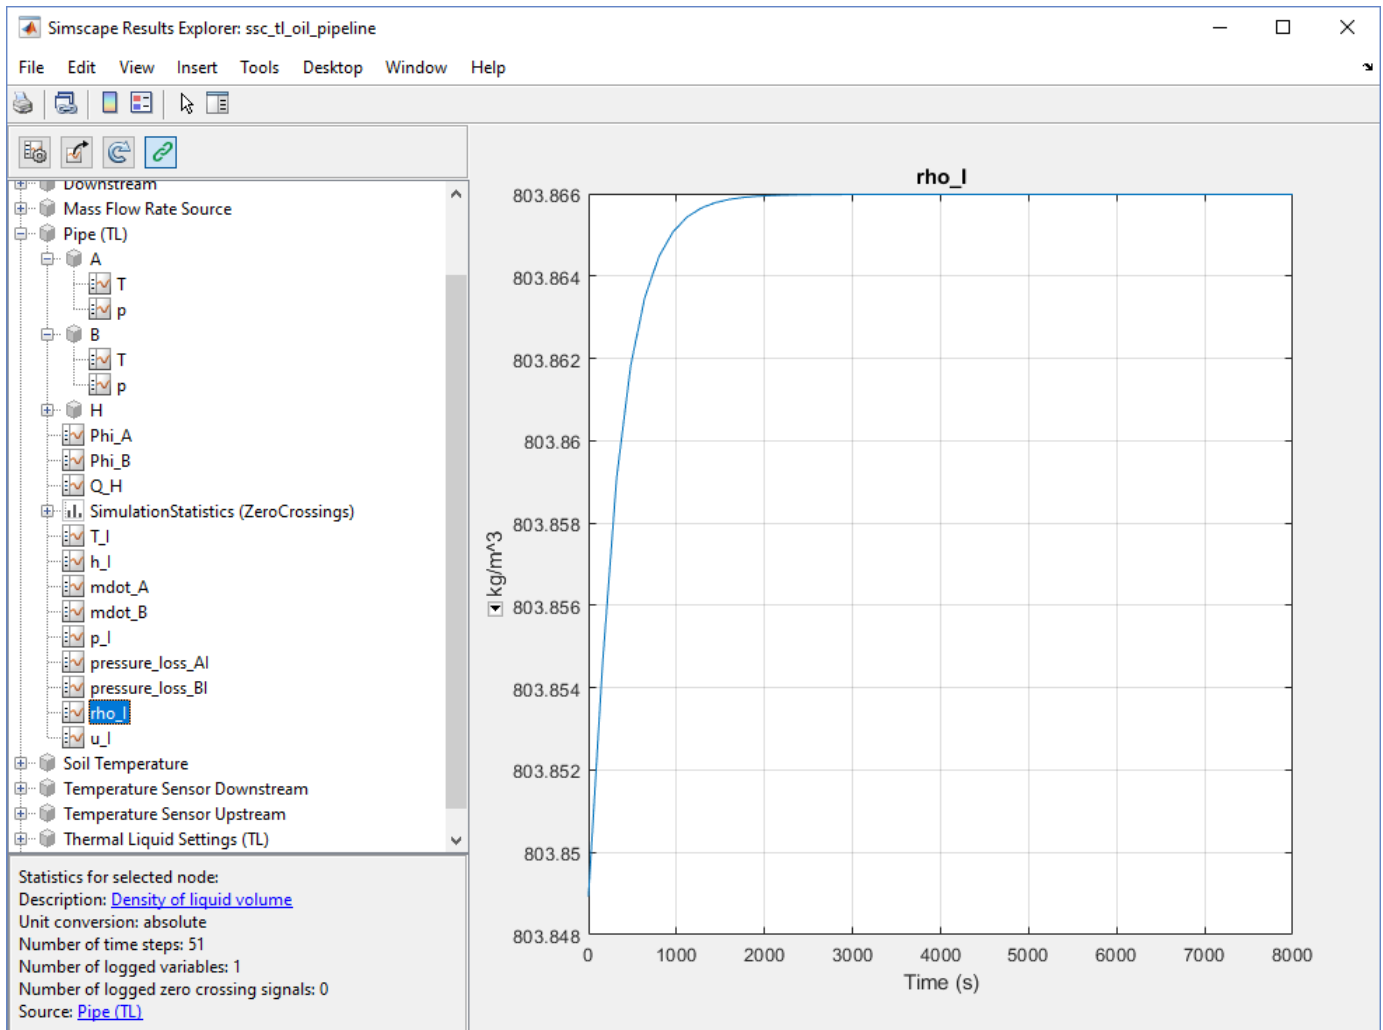 Simscape Results Explorer: ssc_tl_oil_pipeline
File Edit View Insert Tools Desktop Window Help
Downstream
Mass Flow Rate Source
Pipe (TL)
A
T
p
B
T
p
H
Phi_A
Phi_B
Q_H
SimulationStatistics (ZeroCrossings)
T_I
h_I
mdot_A
mdot_B
p_I
pressure_loss_AI
pressure_loss_BI
rho_I
u_I
Soil Temperature
Temperature Sensor Downstream
Temperature Sensor Upstream
Thermal Liquid Settings (TL)
Statistics for selected node:
Description: Density of liquid volume
Unit conversion: absolute
Number of time steps: 51
Number of logged variables: 1
Number of logged zero crossing signals: 0
Source: Pipe (TL)
rho_I
803.866
803.864
803.862
803.86
803.858
803.856
803.854
803.852
803.85
803.848
kg/m^3
0 1000 2000 3000 4000 5000 6000 7000 8000
Time (s)